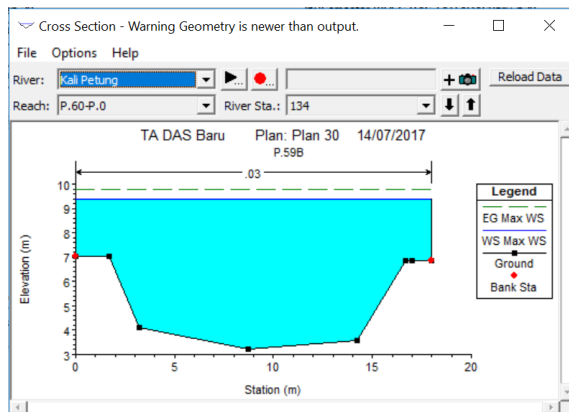 Cross Section - Warning Geometry is newer than output.
File Options Help
River: Kali Petung Reload Data
Reach: P.60-P.0 River Sta.: 134
TA DAS Baru Plan: Plan 30 14/07/2017
P.59B
.03
Legend
EG Max WS
WS Max WS
Ground
Bank Sta
10
9
8
7
6
5
4
3
Elevation (m)
0 5 10 15 20
Station (m)